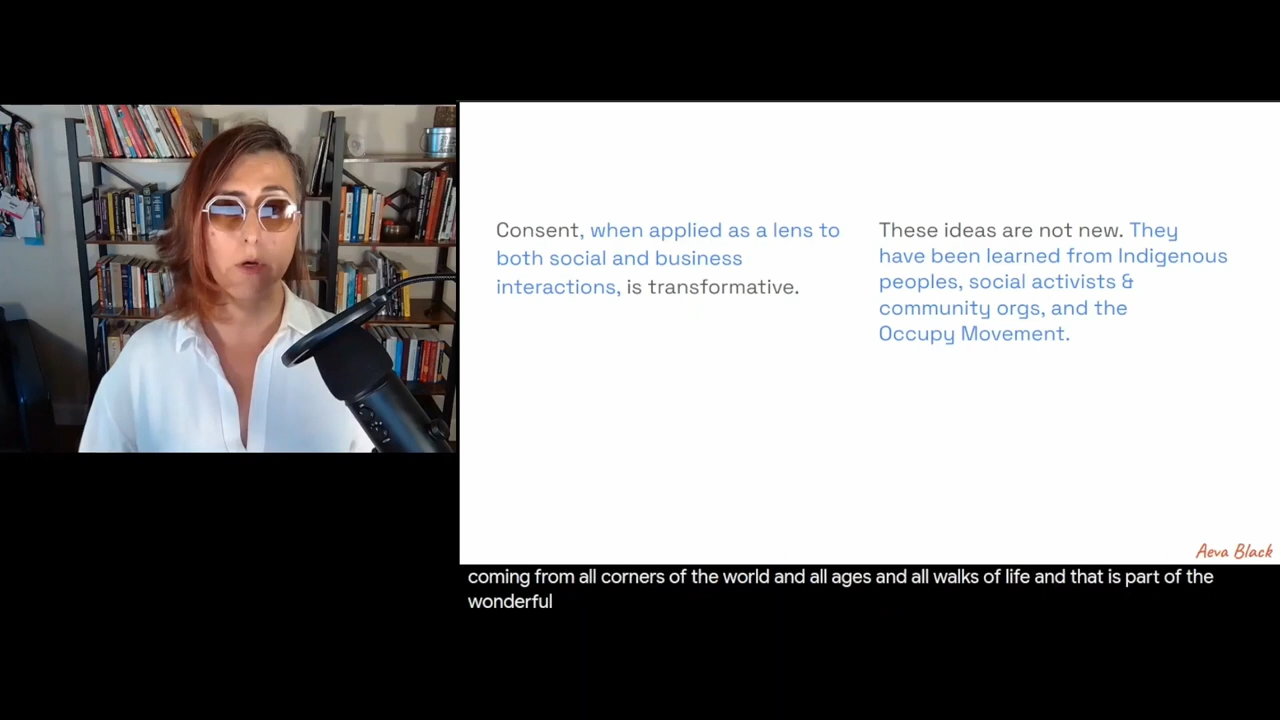 Consent, when applied as a lens to
both social and business
interactions, is transformative.
These ideas are not new. They
have been learned from Indigenous
peoples, social activists &
community orgs, and the
Occupy Movement.
Aeva Black
coming from all corners of the world and all ages and all walks of life and that is part of the
wonderful